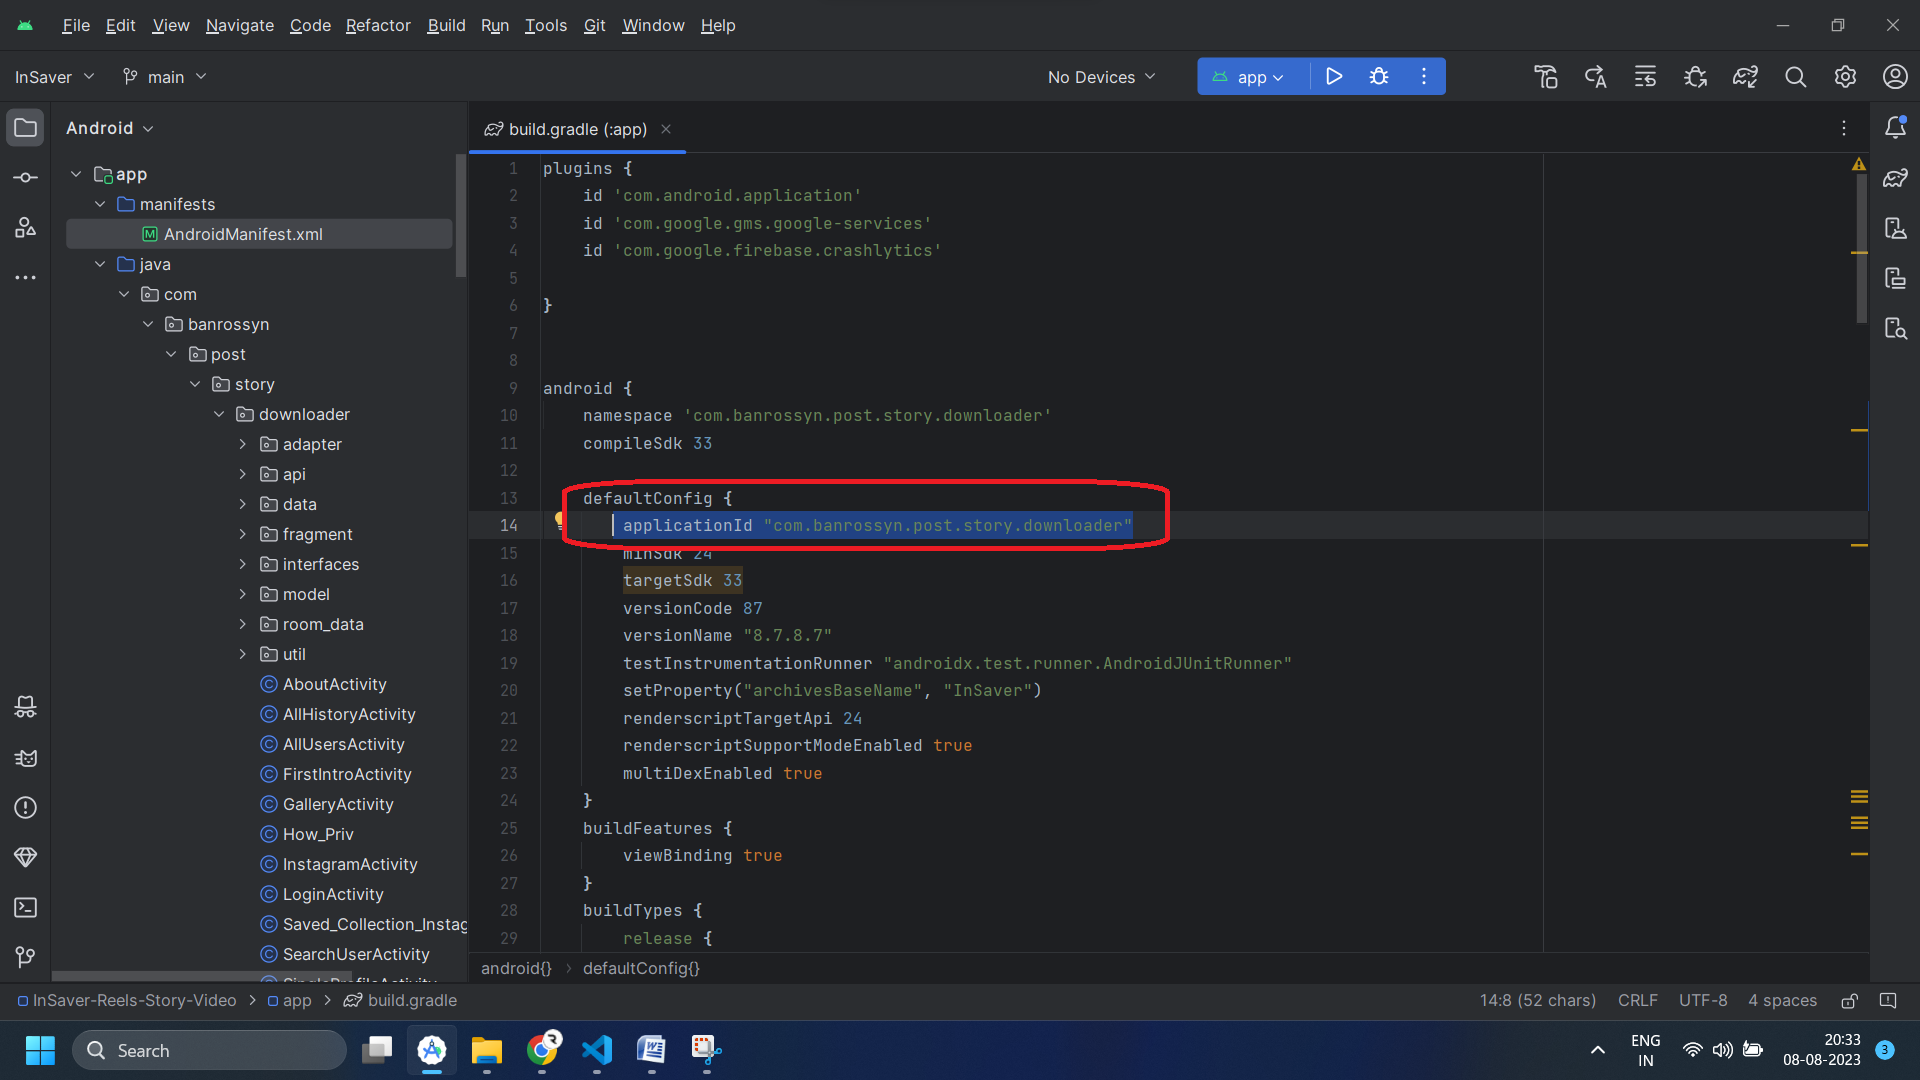 File Edit View Navigate Code Refactor Build Run Tools Git Window Help
InSaver main No Devices app
Android
app
manifests
AndroidManifest.xml
java
com
banrossyn
post
story
downloader
adapter
api
data
fragment
interfaces
model
room_data
util
AboutActivity
AllHistoryActivity
AllUsersActivity
FirstIntroActivity
GalleryActivity
How_Priv
InstagramActivity
LoginActivity
Saved_Collection_Instag
SearchUserActivity
build.gradle (:app)
1 plugins {
2 id 'com.android.application'
3 id 'com.google.gms.google-services'
4 id 'com.google.firebase.crashlytics'
5
6 }
7
8
9 android {
10 namespace 'com.banrossyn.post.story.downloader'
11 compileSdk 33
12
13 defaultConfig {
14 applicationId "com.banrossyn.post.story.downloader"
15 minSdk 24
16 targetSdk 33
17 versionCode 87
18 versionName "8.7.8.7"
19 testInstrumentationRunner "androidx.test.runner.AndroidJUnitRunner"
20 setProperty("archivesBaseName", "InSaver")
21 renderscriptTargetApi 24
22 renderscriptSupportModeEnabled true
23 multiDexEnabled true
24 }
25 buildFeatures {
26 viewBinding true
27 }
28 buildTypes {
29 release {
android{} › defaultConfig{}
InSaver-Reels-Story-Video > app > build.gradle 14:8 (52 chars) CRLF UTF-8 4 spaces
Search
ENG
IN
20:33
08-08-2023
3